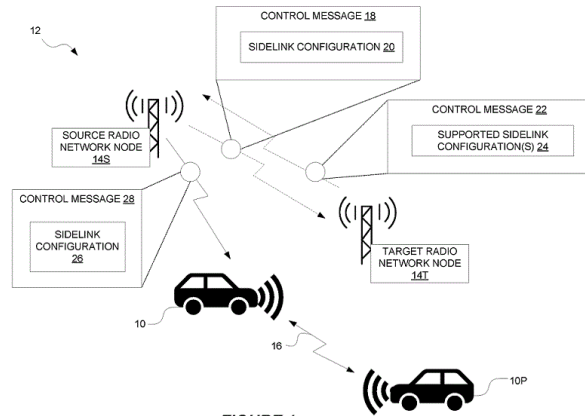 CONTROL MESSAGE 18
SIDELINK CONFIGURATION 20
12
CONTROL MESSAGE 22
SUPPORTED SIDELINK
CONFIGURATION(S) 24
SOURCE RADIO
NETWORK NODE
14S
CONTROL MESSAGE 28
SIDELINK
CONFIGURATION
26
TARGET RADIO
NETWORK NODE
14T
10
16
10P